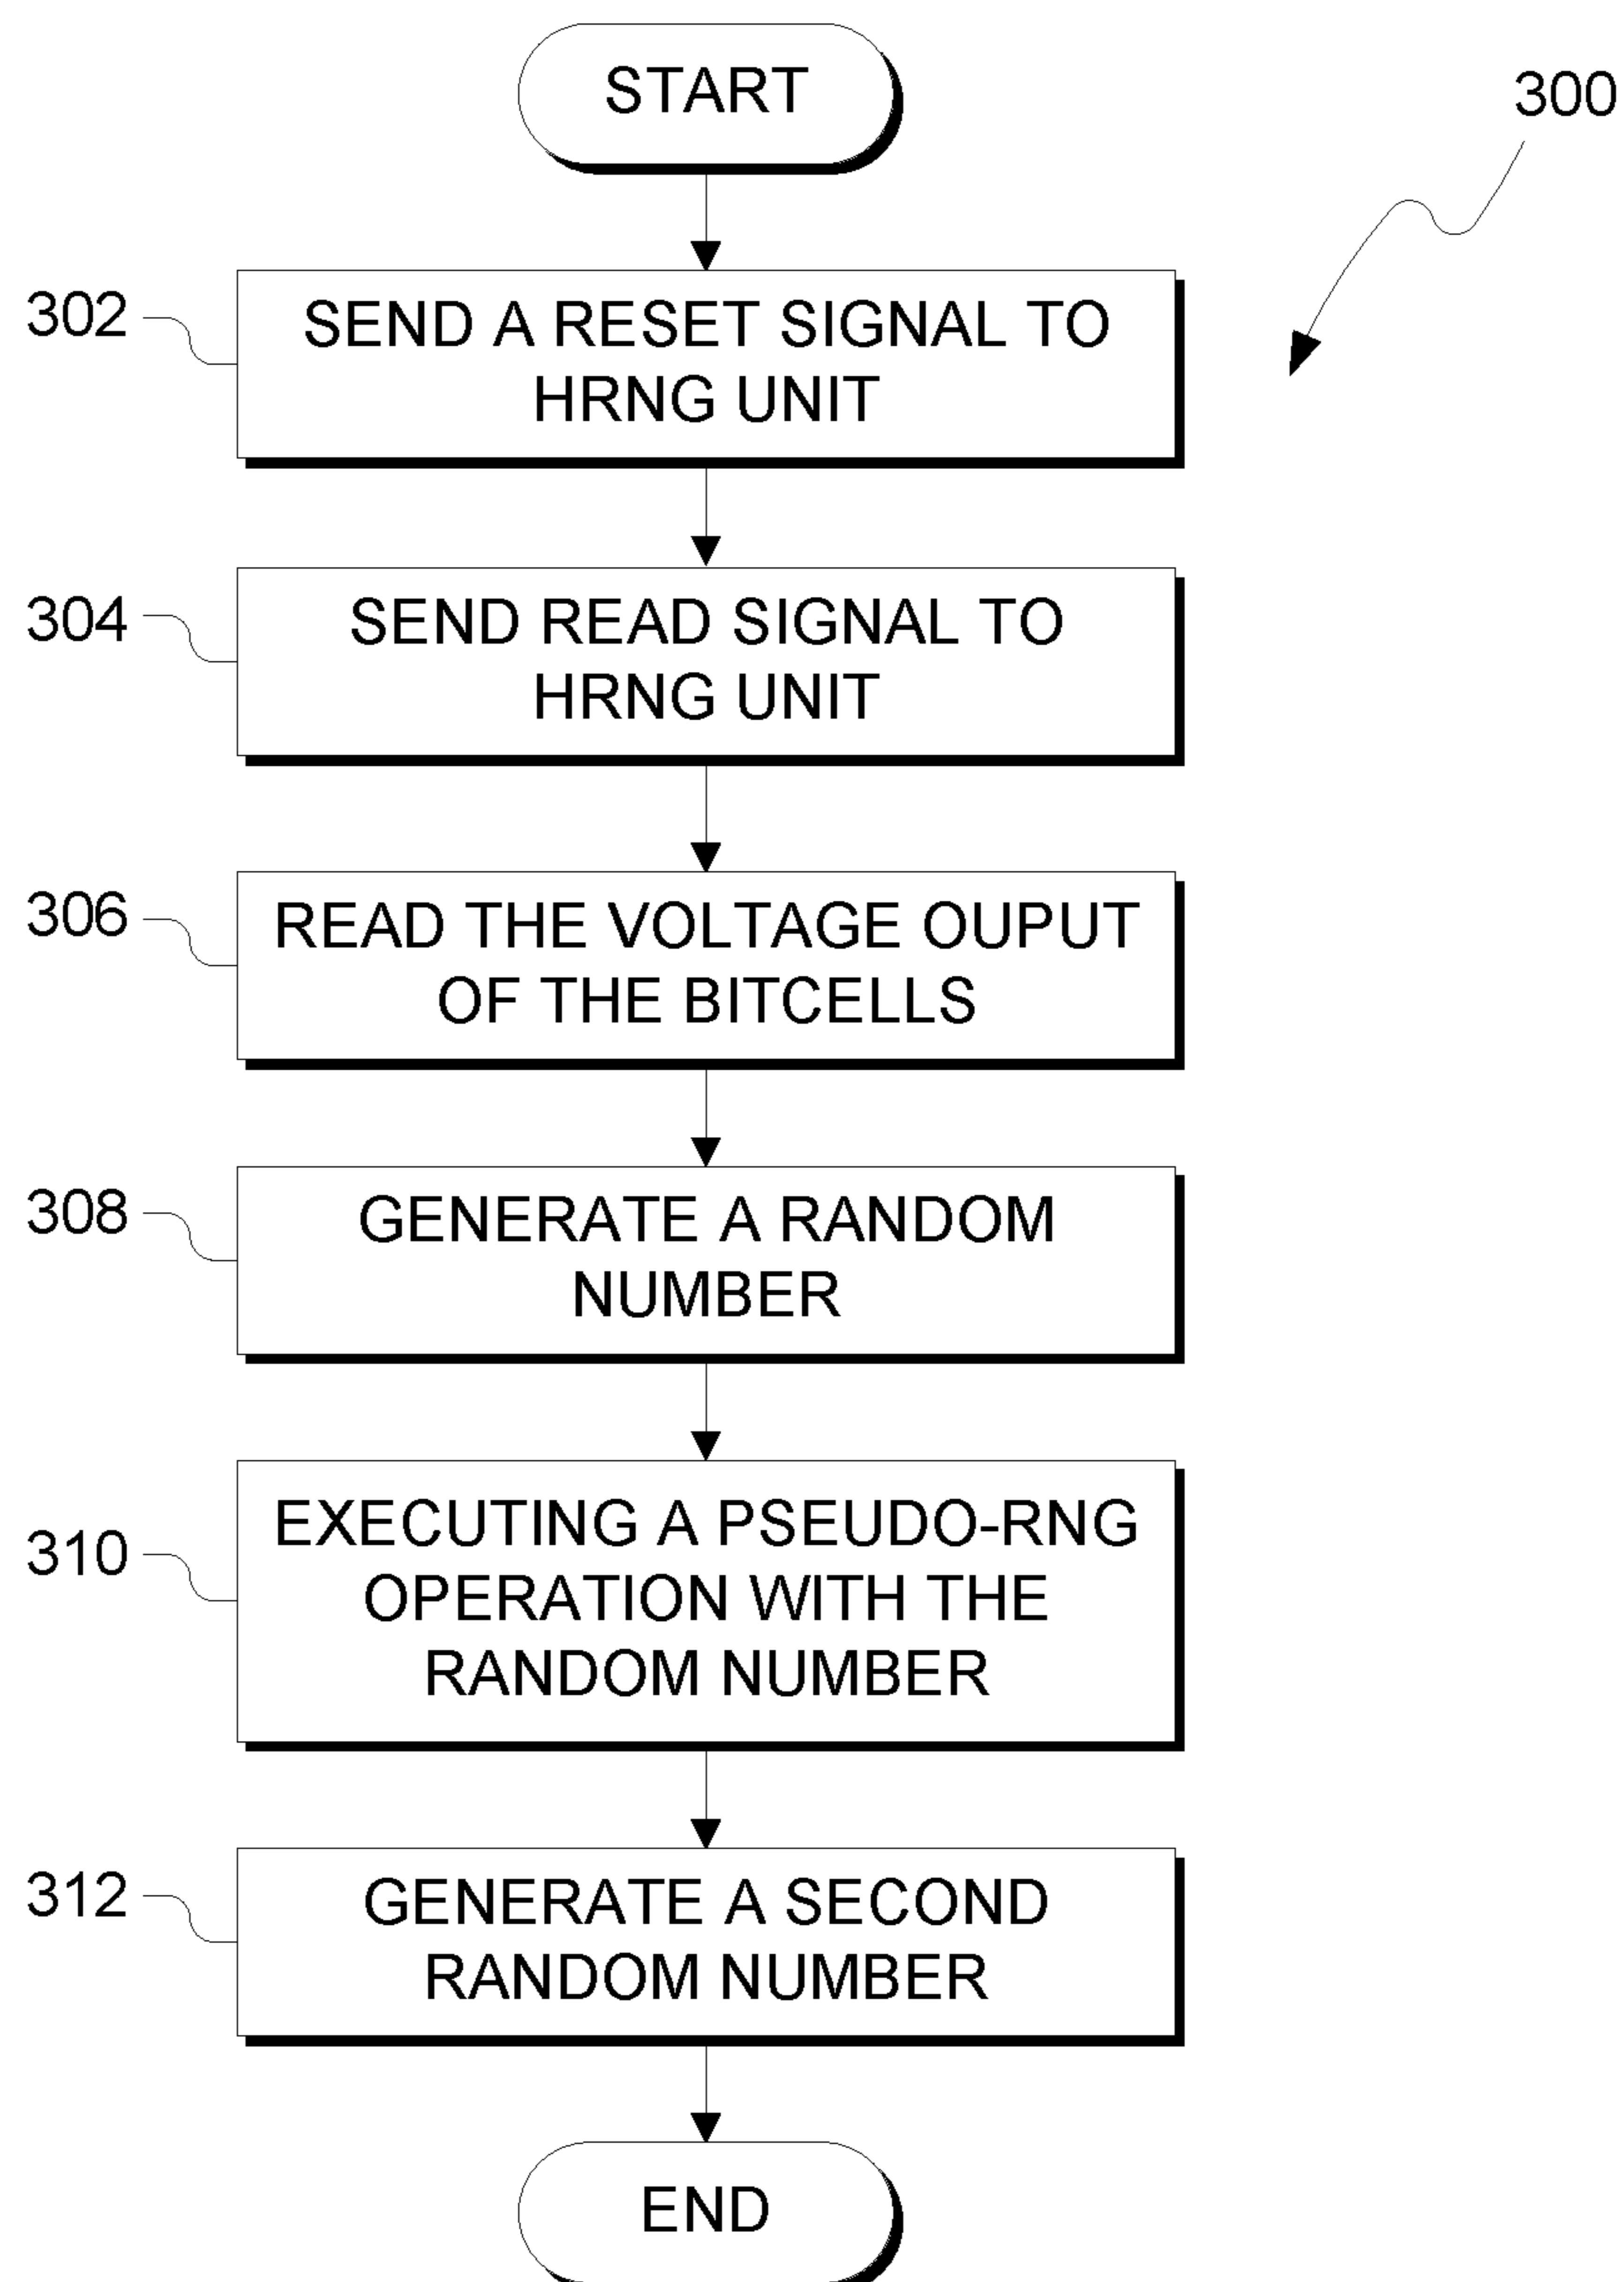 START
300
302
SEND A RESET SIGNAL TO
HRNG UNIT
304
SEND READ SIGNAL TO
HRNG UNIT
306
READ THE VOLTAGE OUPUT
OF THE BITCELLS
308
GENERATE A RANDOM
NUMBER
310
EXECUTING A PSEUDO-RNG
OPERATION WITH THE
RANDOM NUMBER
312
GENERATE A SECOND
RANDOM NUMBER
END